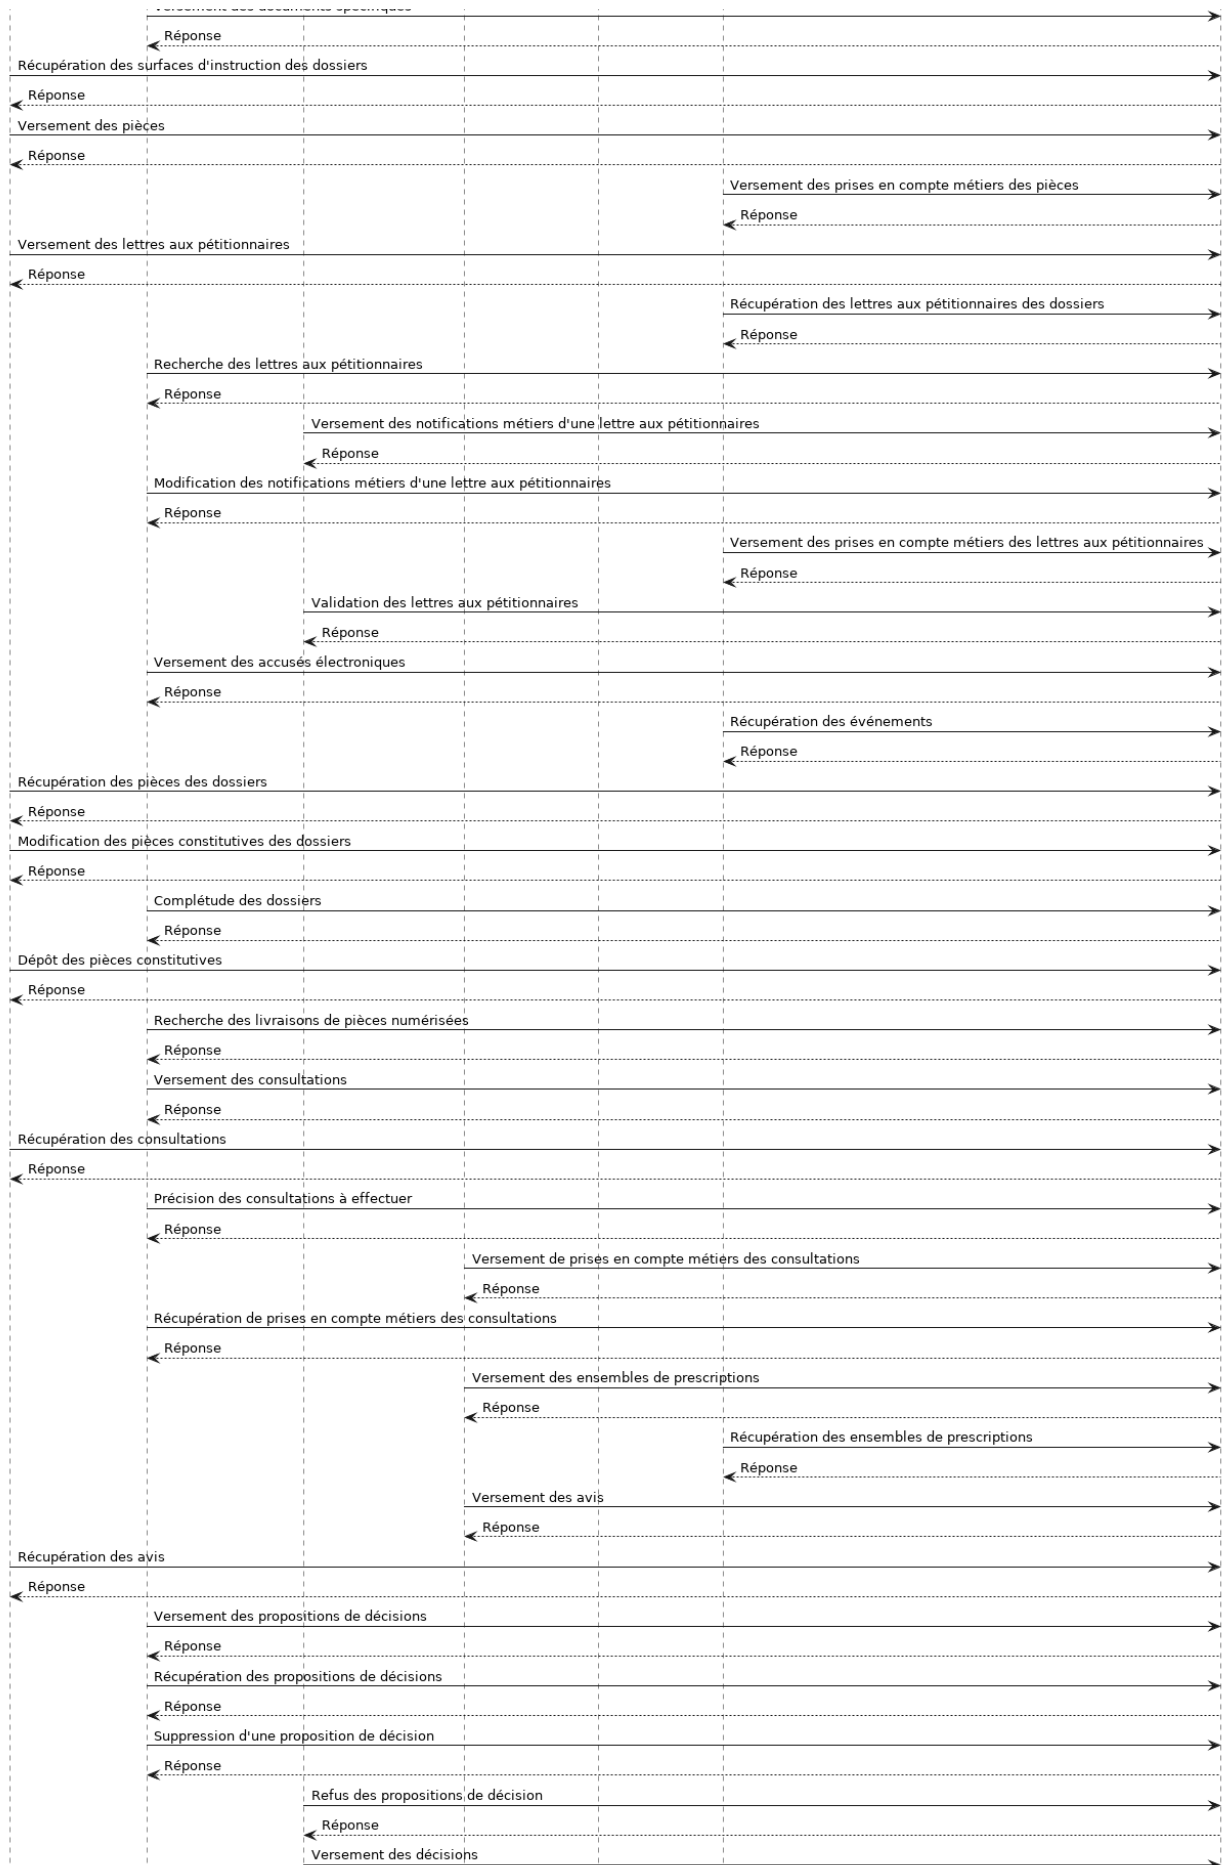 Versement des documents spécifiques
Réponse
Récupération des surfaces d'instruction des dossiers
Réponse
Versement des pièces
Réponse
Versement des prises en compte métiers des pièces
Réponse
Versement des lettres aux pétitionnaires
Réponse
Récupération des lettres aux pétitionnaires des dossiers
Réponse
Recherche des lettres aux pétitionnaires
Réponse
Versement des notifications métiers d'une lettre aux pétitionnaires
Réponse
Modification des notifications métiers d'une lettre aux pétitionnaires
Réponse
Versement des prises en compte métiers des lettres aux pétitionnaires
Réponse
Validation des lettres aux pétitionnaires
Réponse
Versement des accusés électroniques
Réponse
Récupération des événements
Réponse
Récupération des pièces des dossiers
Réponse
Modification des pièces constitutives des dossiers
Réponse
Complétude des dossiers
Réponse
Dépôt des pièces constitutives
Réponse
Recherche des livraisons de pièces numérisées
Réponse
Versement des consultations
Réponse
Récupération des consultations
Réponse
Précision des consultations à effectuer
Réponse
Versement de prises en compte métiers des consultations
Réponse
Récupération de prises en compte métiers des consultations
Réponse
Versement des ensembles de prescriptions
Réponse
Récupération des ensembles de prescriptions
Réponse
Versement des avis
Réponse
Récupération des avis
Réponse
Versement des propositions de décisions
Réponse
Récupération des propositions de décisions
Réponse
Suppression d'une proposition de décision
Réponse
Refus des propositions de décision
Réponse
Versement des décisions